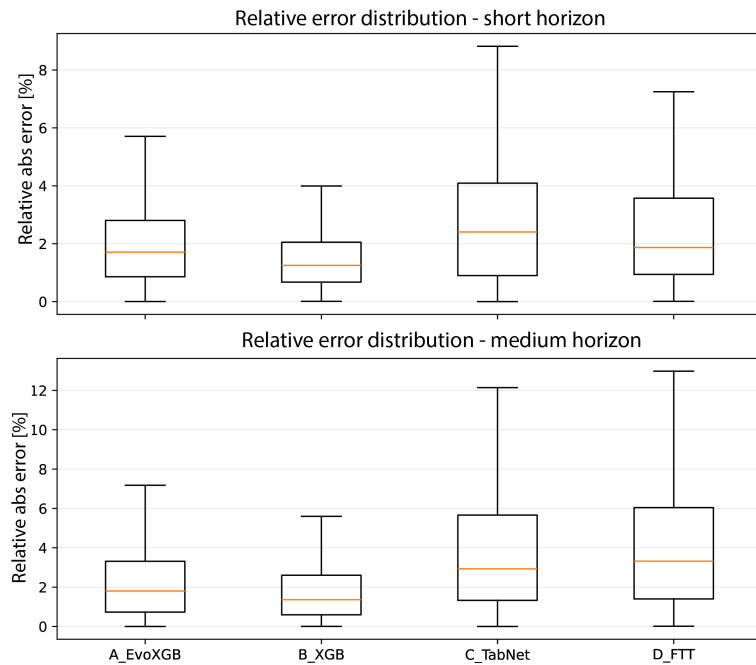 Relative error distribution - short horizon
Relative abs error [%]
8
6
4
2
0
Relative error distribution - medium horizon
Relative abs error [%]
12
10
8
6
4
2
0
A_EvoXGB B_XGB C_TabNet D_FTT